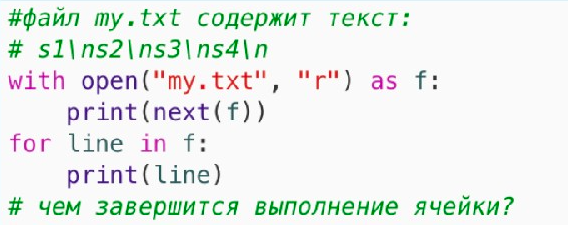 #файл my.txt содержит текст:
# s1\ns2\ns3\ns4\n
with open("my.txt", "r") as f:
    print(next(f))
for line in f:
    print(line)
# чем завершится выполнение ячейки?